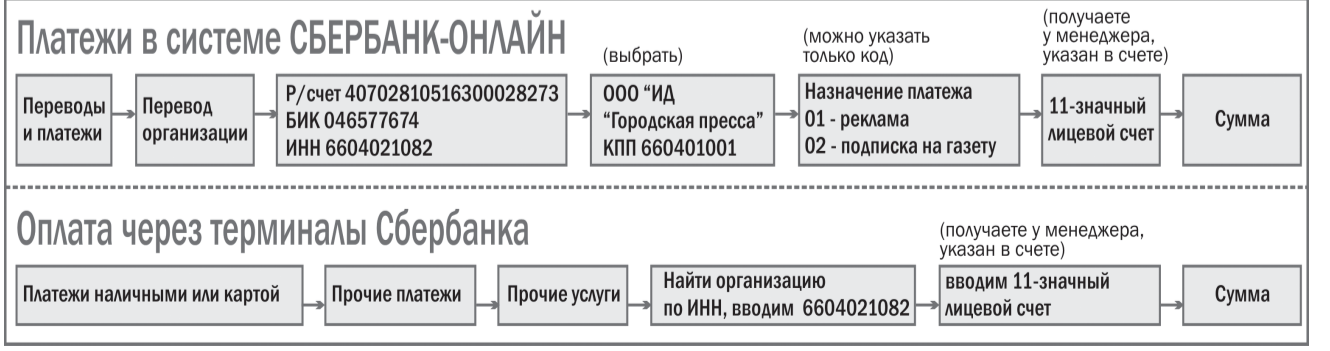 Платежи в системе СБЕРБАНК-ОНЛАЙН
Переводы
и платежи
Перевод
организации
Р/счет 40702810516300028273
БИК 046577674
ИНН 6604021082
(выбрать)
ООО “ИД
“Городская пресса”
КПП 660401001
(можно указать
только код)
Назначение платежа
01 - реклама
02 - подписка на газету
(получаете
у менеджера,
указан в счете)
11-значный
лицевой счет
Сумма
Оплата через терминалы Сбербанка
Платежи наличными или картой
Прочие платежи
Прочие услуги
Найти организацию
по ИНН, вводим 6604021082
(получаете у менеджера,
указан в счете)
вводим 11-значный
лицевой счет
Сумма